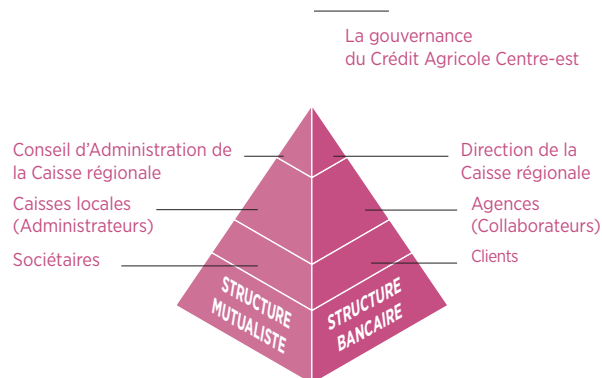 La gouvernance
du Crédit Agricole Centre-est
Conseil d’Administration de
la Caisse régionale
Direction de la
Caisse régionale
Caisses locales
(Administrateurs)
Agences
(Collaborateurs)
Sociétaires
Clients
STRUCTURE
MUTUALISTE
STRUCTURE
BANCAIRE